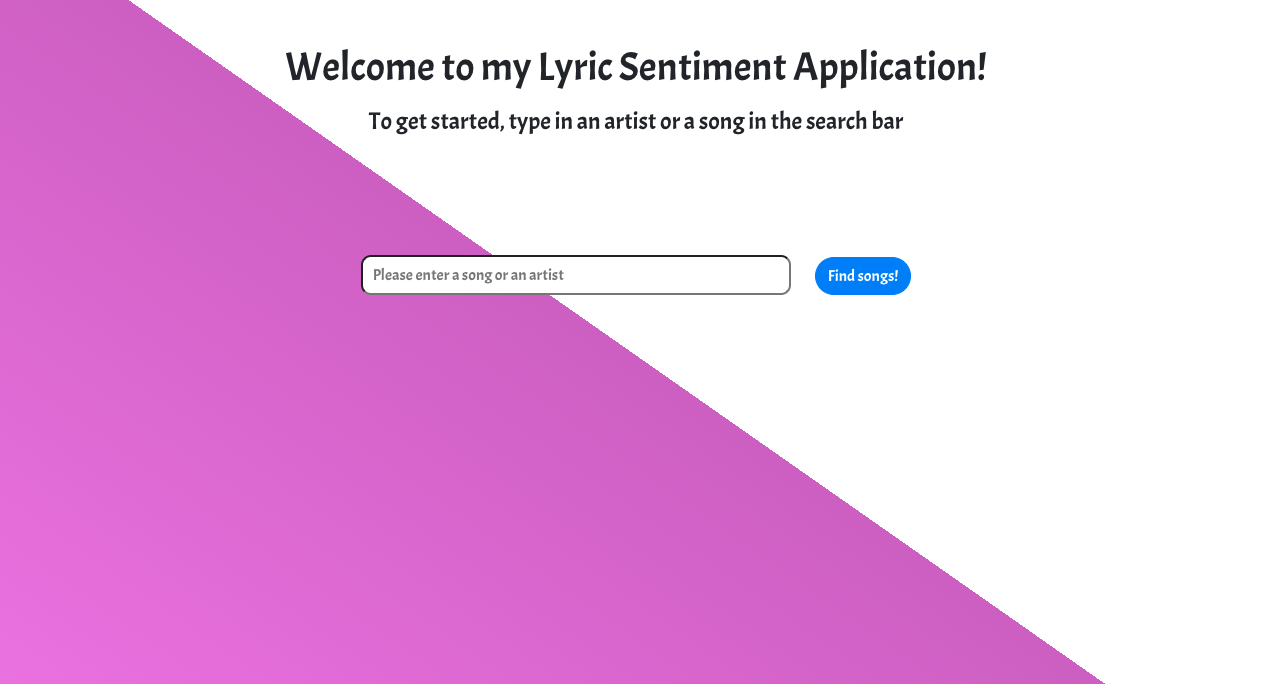 Welcome to my Lyric Sentiment Application!
To get started, type in an artist or a song in the search bar
Please enter a song or an artist
Find songs!